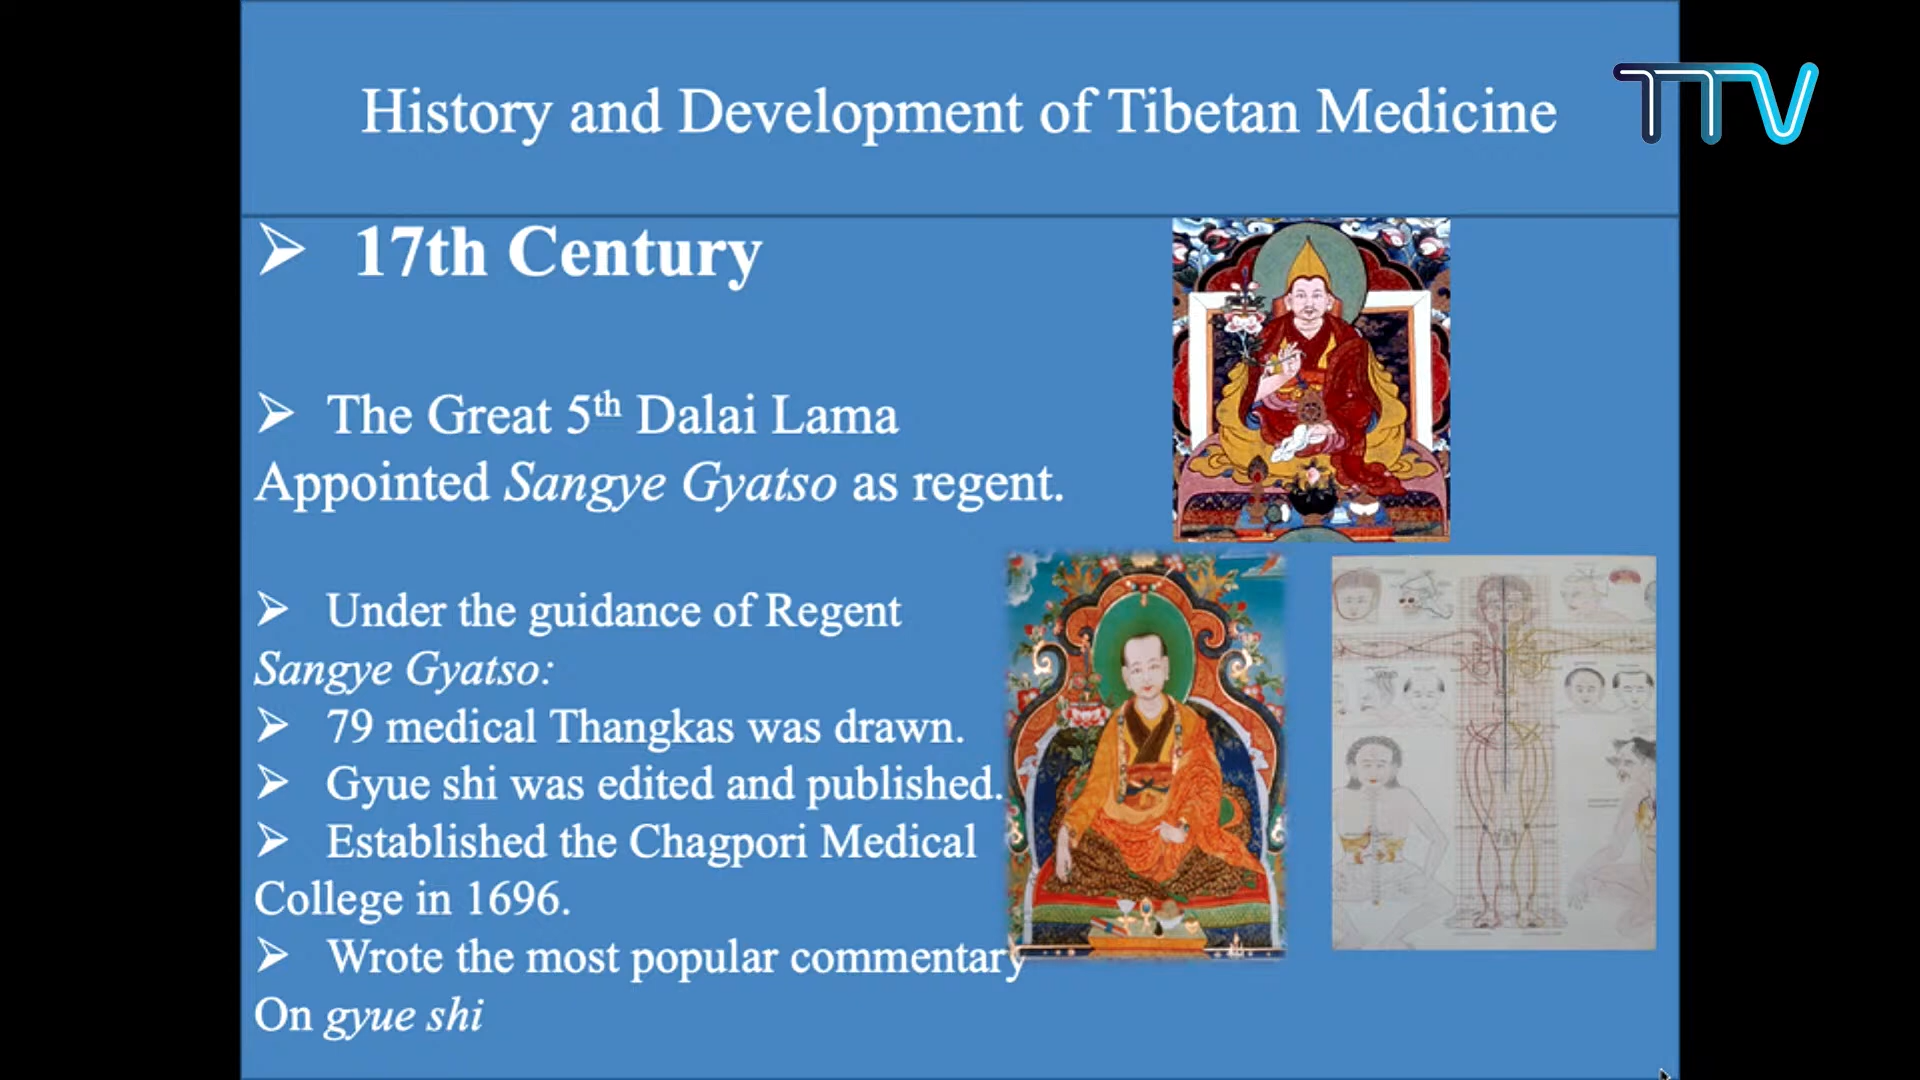 History and Development of Tibetan Medicine
TTV
➢ 17th Century
➢ The Great 5th Dalai Lama
Appointed Sangye Gyatso as regent.
➢ Under the guidance of Regent
Sangye Gyatso:
➢ 79 medical Thangkas was drawn.
➢ Gyue shi was edited and published.
➢ Established the Chagpori Medical
College in 1696.
➢ Wrote the most popular commentary
On gyue shi